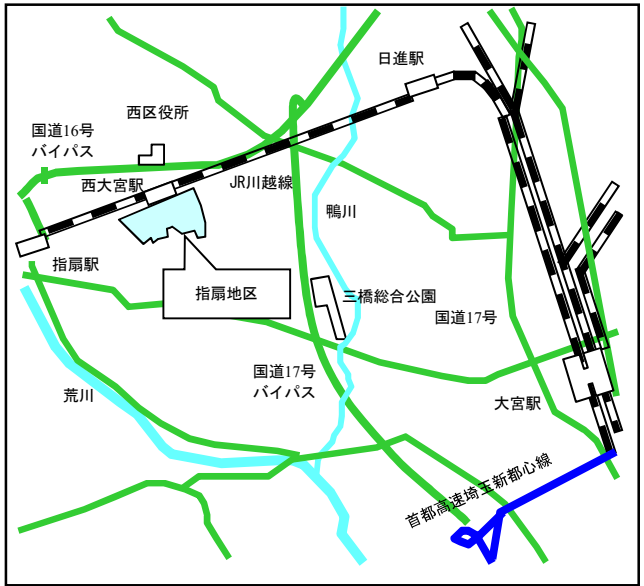 日進駅
西区役所
国道16号
バイパス
西大宮駅
JR川越線
鴨川
指扇駅
指扇地区
三橋総合公園
国道17号
国道17号
バイパス
荒川
大宮駅
首都高速埼玉新都心線